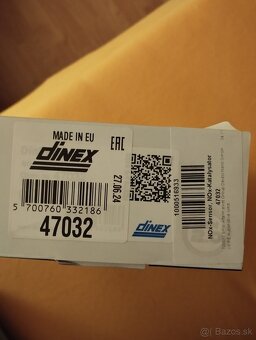 MADE IN EU
EAC
dinex
27.06.24
5 700760 332186
47032
dinex
1000518833
NOx-Sensor, NOx-Katalysator
47032
bazos.sk